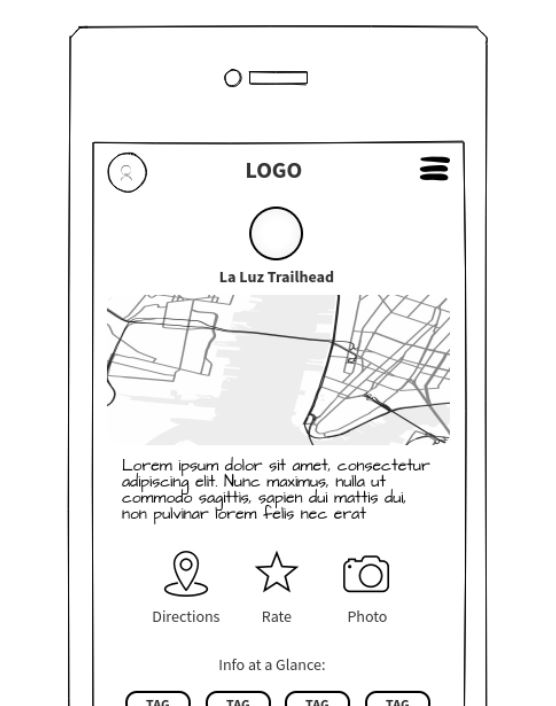 LOGO
La Luz Trailhead
Lorem ipsum dolor sit amet, consectetur
adipiscing elit. Nunc maximus, nulla ut
commodo sagittis, sapien dui mattis dui,
non pulvinar lorem felis nec erat
Directions Rate Photo
Info at a Glance:
TAG TAG TAG TAG